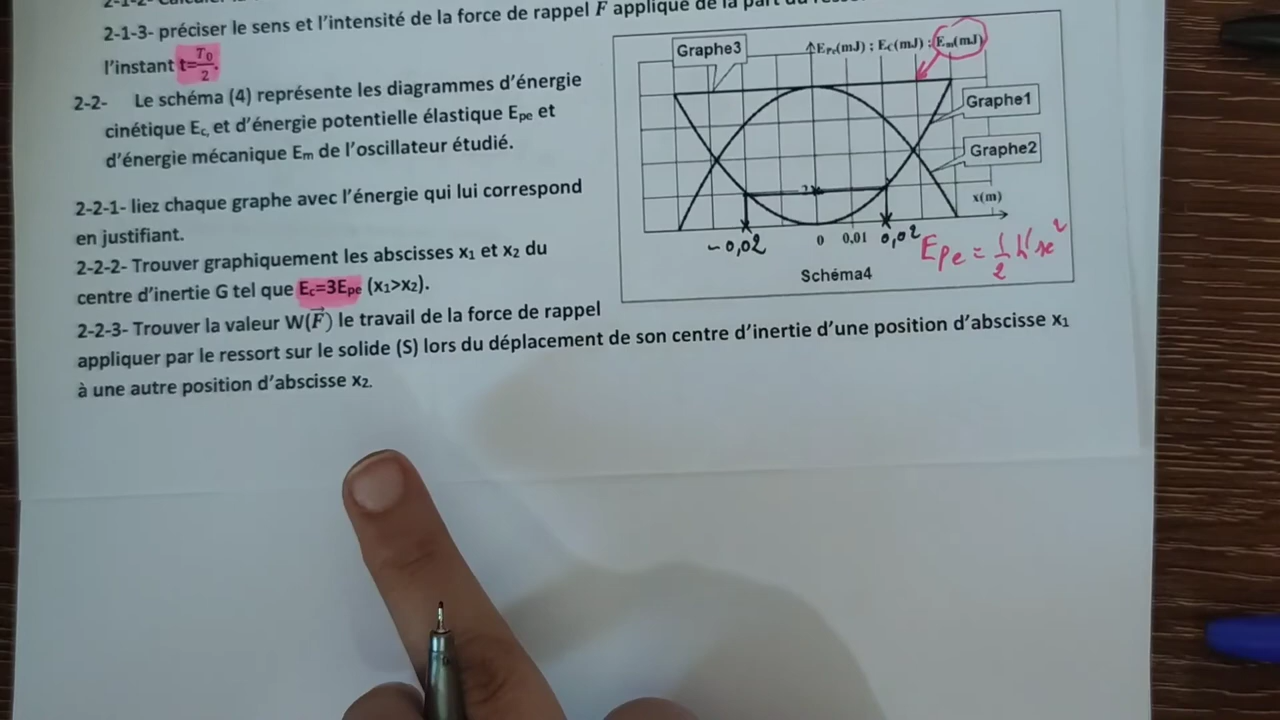 2-1-3- préciser le sens et l'intensité de la force de rappel F⃗ appliqué de la part du
l'instant t=T₀/2.
2-2- Le schéma (4) représente les diagrammes d'énergie
cinétique Ec, et d'énergie potentielle élastique Epe et
d'énergie mécanique Em de l'oscillateur étudié.
2-2-1- liez chaque graphe avec l'énergie qui lui correspond
en justifiant.
2-2-2- Trouver graphiquement les abscisses x₁ et x₂ du
centre d'inertie G tel que Ec=3Epe (x₁>x₂).
2-2-3- Trouver la valeur W(F⃗) le travail de la force de rappel
appliquer par le ressort sur le solide (S) lors du déplacement de son centre d'inertie d'une position d'abscisse x₁
à une autre position d'abscisse x₂.
Graphe3
EPe(mJ) ; EC(mJ) ; Em(mJ)
Graphe1
Graphe2
2
x(m)
-0,02
0
0,01
0,02
Epe = 1/2 K x²
Schéma4